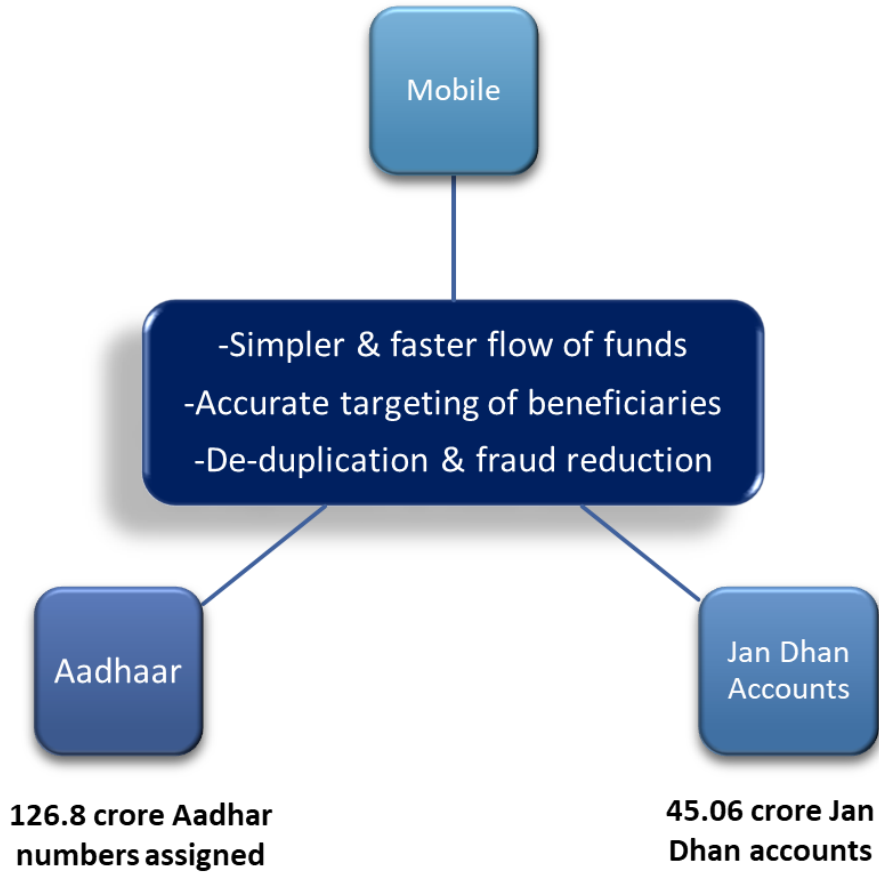 Mobile
-Simpler & faster flow of funds
-Accurate targeting of beneficiaries
-De-duplication & fraud reduction
Aadhaar
Jan Dhan
Accounts
126.8 crore Aadhar
numbers assigned
45.06 crore Jan
Dhan accounts